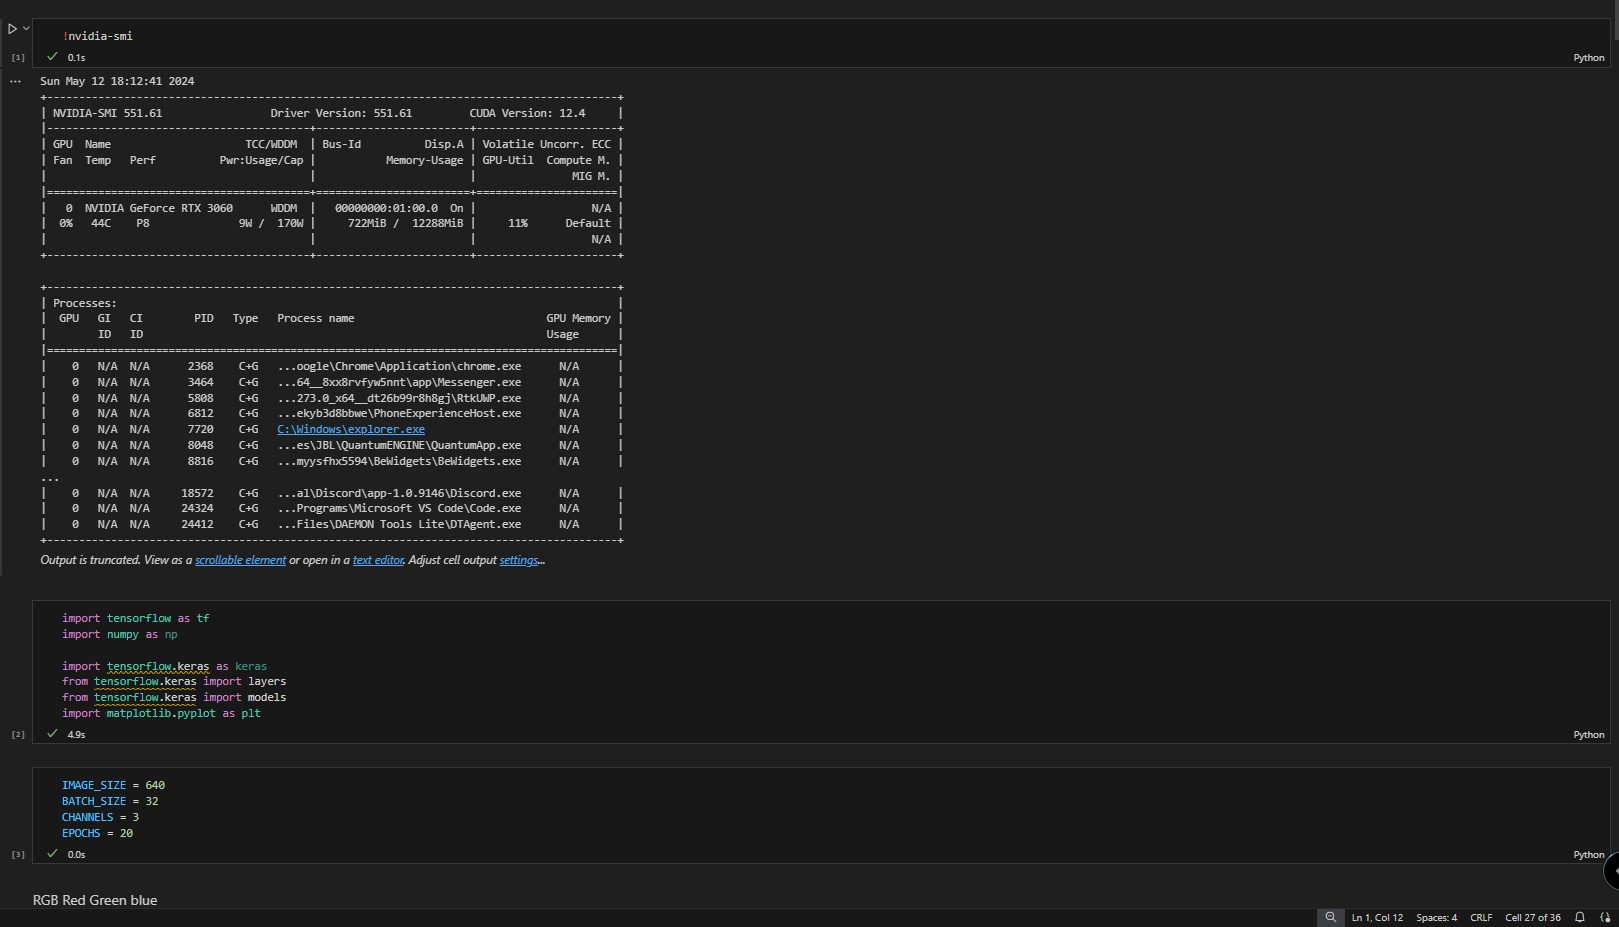 !nvidia-smi
[1] 0.1s Python
Sun May 12 18:12:41 2024
+-----------------------------------------------------------------------------------------+
| NVIDIA-SMI 551.61                 Driver Version: 551.61         CUDA Version: 12.4     |
|-----------------------------------------+------------------------+----------------------+
| GPU  Name                     TCC/WDDM  | Bus-Id          Disp.A | Volatile Uncorr. ECC |
| Fan  Temp   Perf          Pwr:Usage/Cap |           Memory-Usage | GPU-Util  Compute M. |
|                                         |                        |               MIG M. |
|=========================================+========================+======================|
|   0  NVIDIA GeForce RTX 3060      WDDM  |   00000000:01:00.0  On |                  N/A |
|  0%   44C    P8              9W /  170W |     722MiB /  12288MiB |     11%      Default |
|                                         |                        |                  N/A |
+-----------------------------------------+------------------------+----------------------+
+-----------------------------------------------------------------------------------------+
| Processes:                                                                              |
|  GPU   GI   CI        PID   Type   Process name                              GPU Memory |
|        ID   ID                                                               Usage      |
|=========================================================================================|
|    0   N/A  N/A      2368    C+G   ...oogle\Chrome\Application\chrome.exe      N/A      |
|    0   N/A  N/A      3464    C+G   ...64__8xx8rvfyw5nnt\app\Messenger.exe      N/A      |
|    0   N/A  N/A      5808    C+G   ...273.0_x64__dt26b99r8h8gj\RtkUWP.exe      N/A      |
|    0   N/A  N/A      6812    C+G   ...ekyb3d8bbwe\PhoneExperienceHost.exe      N/A      |
|    0   N/A  N/A      7720    C+G   C:\Windows\explorer.exe                     N/A      |
|    0   N/A  N/A      8048    C+G   ...es\JBL\QuantumENGINE\QuantumApp.exe      N/A      |
|    0   N/A  N/A      8816    C+G   ...myysfhx5594\BeWidgets\BeWidgets.exe      N/A      |
...
|    0   N/A  N/A     18572    C+G   ...al\Discord\app-1.0.9146\Discord.exe      N/A      |
|    0   N/A  N/A     24324    C+G   ...Programs\Microsoft VS Code\Code.exe      N/A      |
|    0   N/A  N/A     24412    C+G   ...Files\DAEMON Tools Lite\DTAgent.exe      N/A      |
+-----------------------------------------------------------------------------------------+
Output is truncated. View as a scrollable element or open in a text editor. Adjust cell output settings...
import tensorflow as tf
import numpy as np
import tensorflow.keras as keras
from tensorflow.keras import layers
from tensorflow.keras import models
import matplotlib.pyplot as plt
[2] 4.9s Python
IMAGE_SIZE = 640
BATCH_SIZE = 32
CHANNELS = 3
EPOCHS = 20
[3] 0.0s Python
RGB Red Green blue
Ln 1, Col 12 Spaces: 4 CRLF Cell 27 of 36